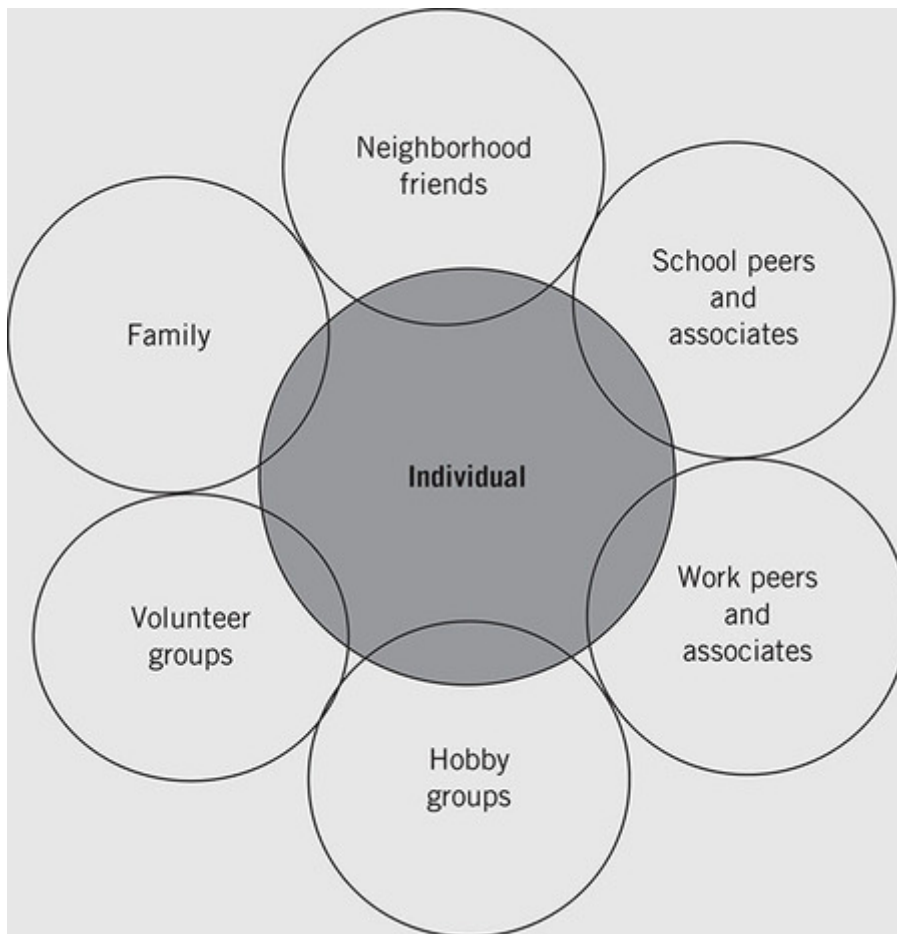 Neighborhood
friends
School peers
and
associates
Family
Individual
Work peers
and
associates
Volunteer
groups
Hobby
groups